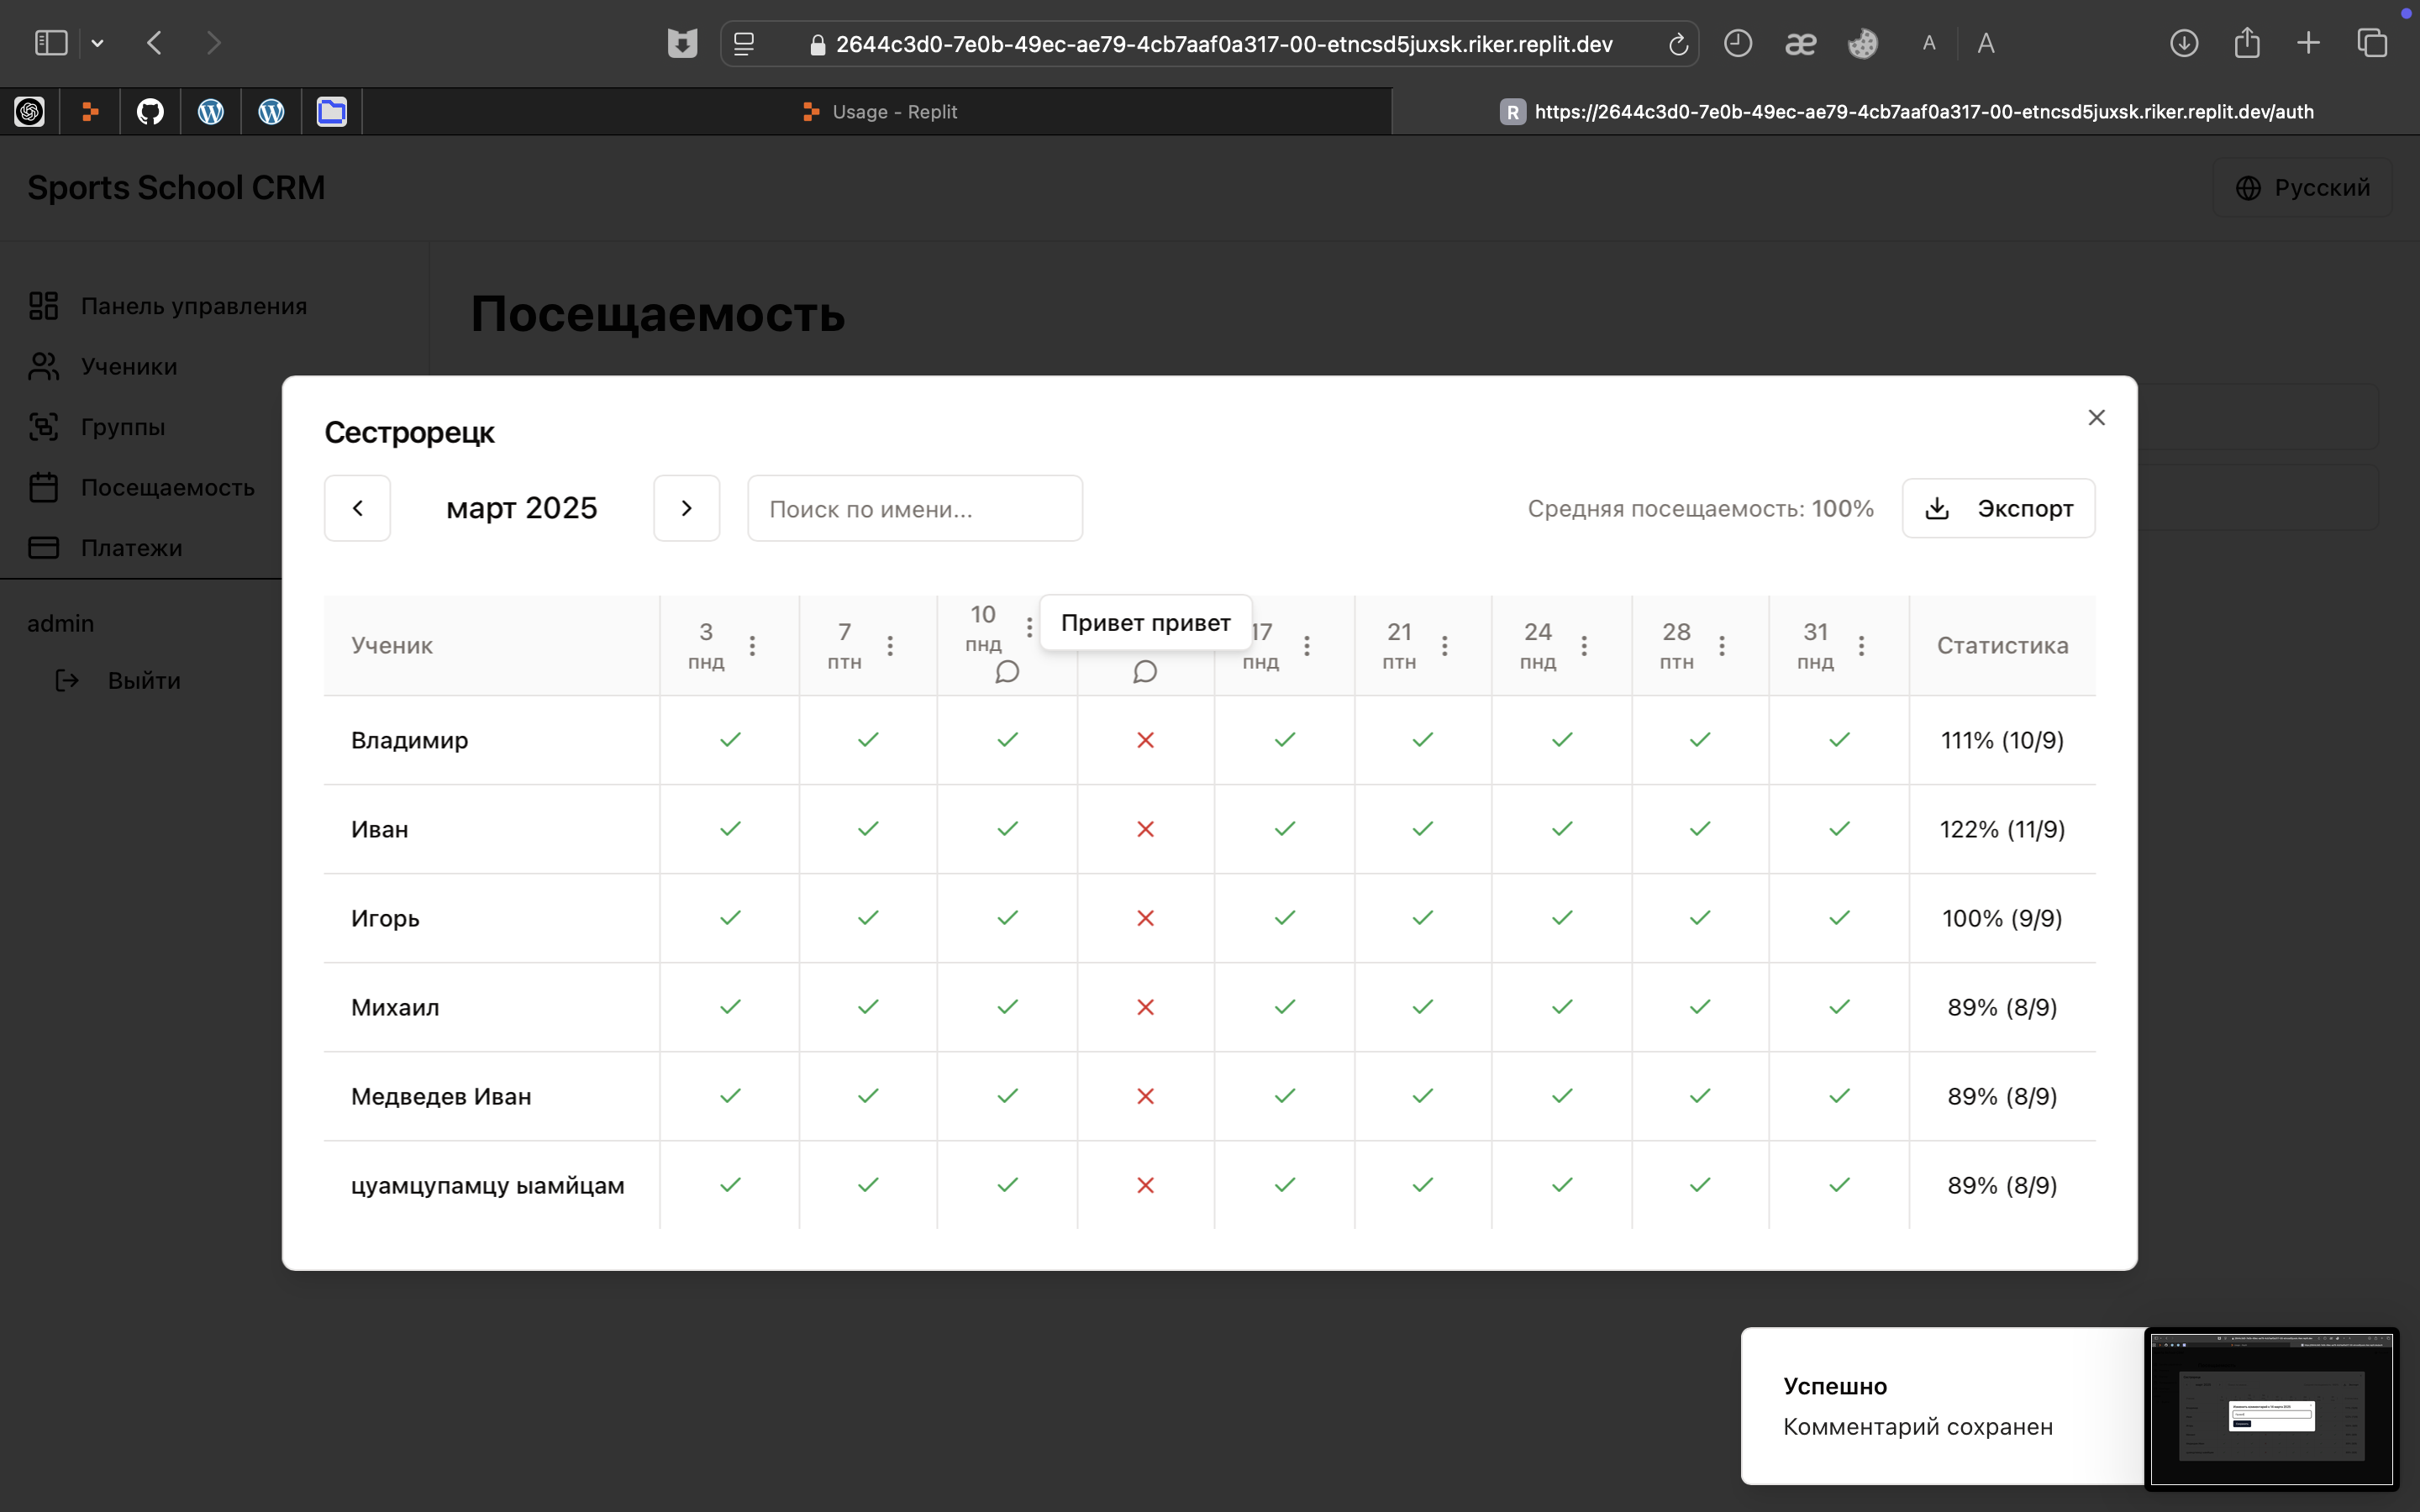 2644c3d0-7e0b-49ec-ae79-4cb7aaf0a317-00-etncsd5juxsk.riker.replit.dev
A A
Usage - Replit
R https://2644c3d0-7e0b-49ec-ae79-4cb7aaf0a317-00-etncsd5juxsk.riker.replit.dev/auth
Sports School CRM
Русский
Панель управления
Ученики
Группы
Посещаемость
Платежи
admin
Выйти
Посещаемость
Сестрорецк
март 2025
Поиск по имени...
Средняя посещаемость: 100%
Экспорт
Привет привет
Ученик 3 пнд 7 птн 10 пнд 17 пнд 21 птн 24 пнд 28 птн 31 пнд Статистика
Владимир 111% (10/9)
Иван 122% (11/9)
Игорь 100% (9/9)
Михаил 89% (8/9)
Медведев Иван 89% (8/9)
цуамцупамцу ыамйцам 89% (8/9)
Успешно
Комментарий сохранен